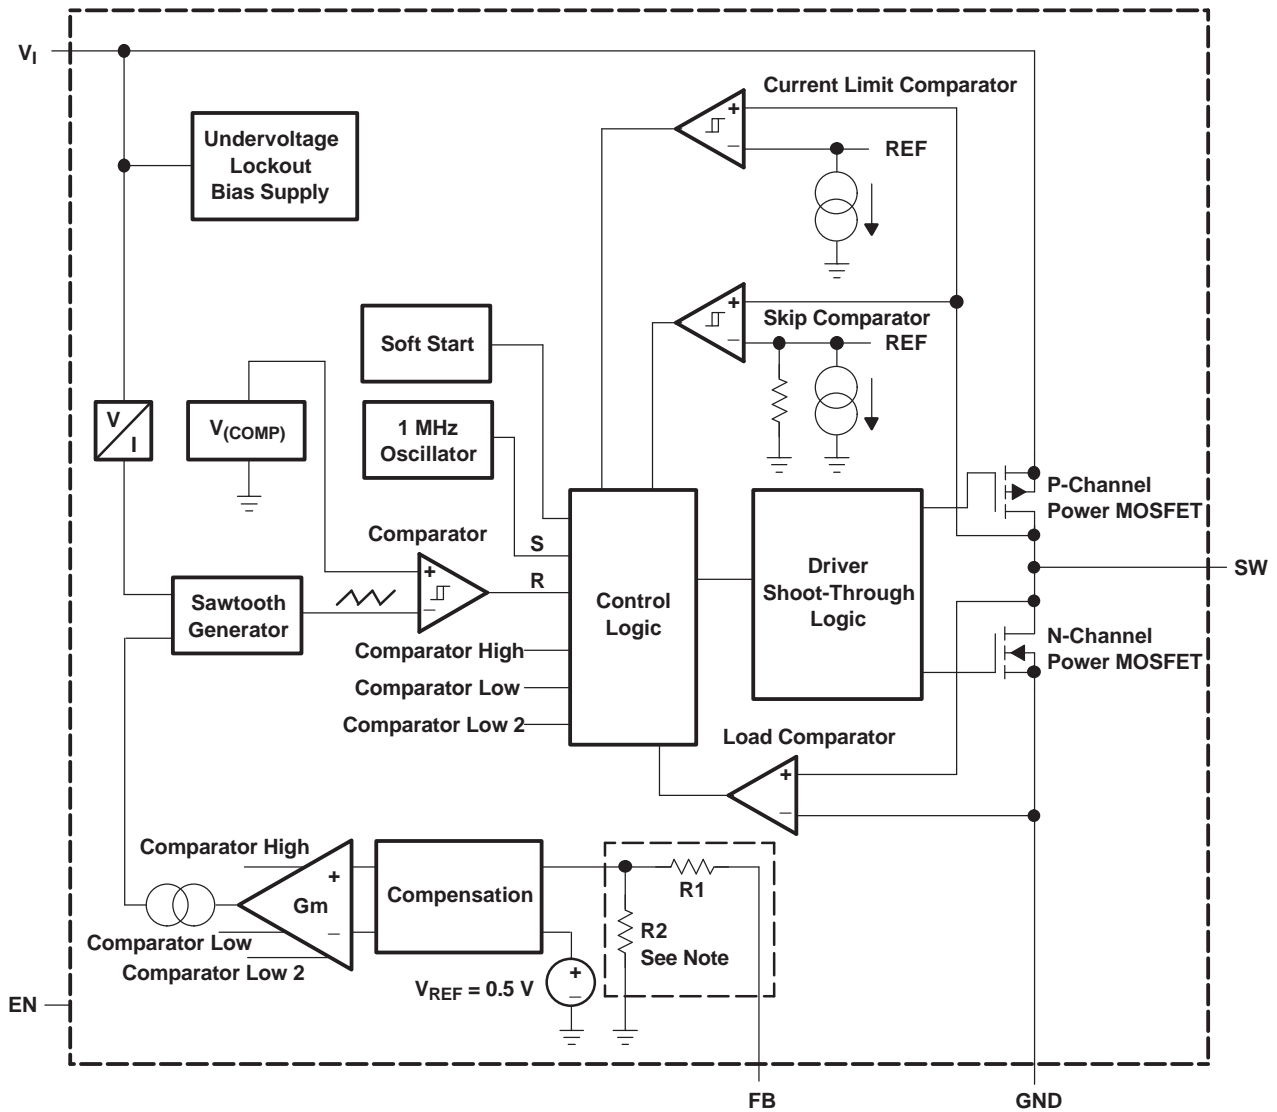 V_I
Current Limit Comparator
+
_
REF
Undervoltage
Lockout
Bias Supply
Soft Start
+
_
Skip Comparator
REF
V
I
V(COMP)
1 MHz
Oscillator
P-Channel
Power MOSFET
Comparator
+
_
S
R
Sawtooth
Generator
Control
Logic
Driver
Shoot-Through
Logic
SW
N-Channel
Power MOSFET
Comparator High
Comparator Low
Comparator Low 2
Load Comparator
+
_
Comparator High
+
Gm
_
Compensation
R1
R2
See Note
Comparator Low
Comparator Low 2
VREF = 0.5 V
+
_
EN
FB
GND